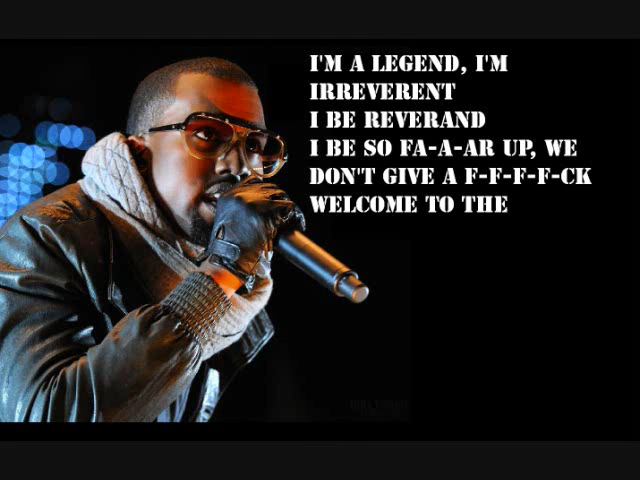 I'M A LEGEND, I'M
IRREVERENT
I BE REVERAND
I BE SO FA-A-AR UP, WE
DON'T GIVE A F-F-F-F-CK
WELCOME TO THE